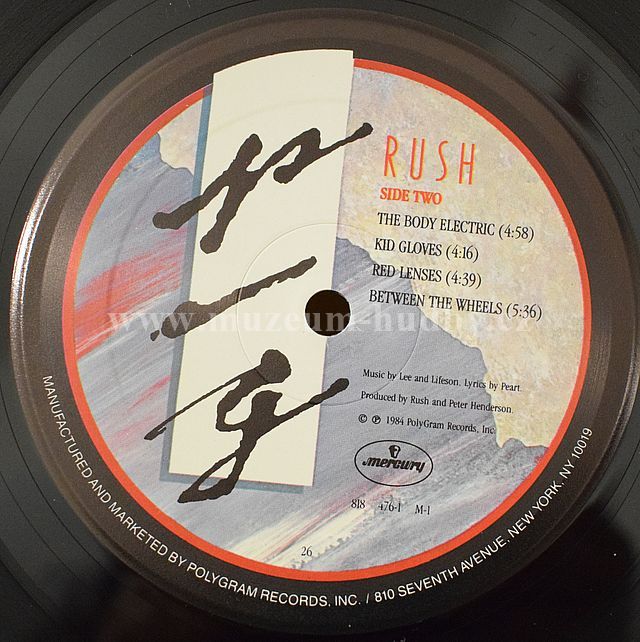 RUSH
SIDE TWO
THE BODY ELECTRIC (4:58)
KID GLOVES (4:16)
RED LENSES (4:39)
BETWEEN THE WHEELS (5:36)
www.muzeum-hudby.cz
Music by Lee and Lifeson. Lyrics by Peart.
Produced by Rush and Peter Henderson.
© ℗ 1984 PolyGram Records, Inc.
mercury
818 476-1 M-1
26
MANUFACTURED AND MARKETED BY POLYGRAM RECORDS, INC. / 810 SEVENTH AVENUE, NEW YORK, NY 10019